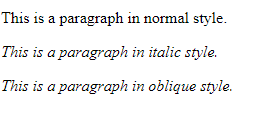 This is a paragraph in normal style.
This is a paragraph in italic style.
This is a paragraph in oblique style.